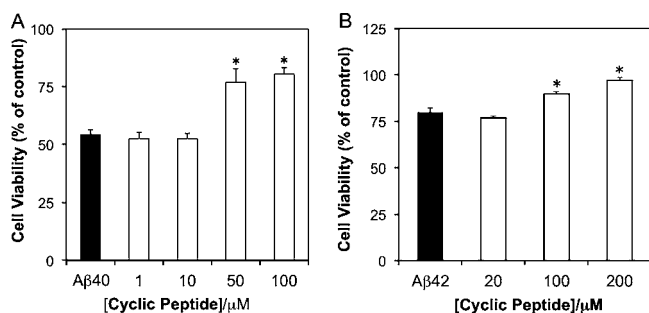 A
Cell Viability (% of control)
100
75
50
25
0
*
*
Aβ40
1
10
50
100
[Cyclic Peptide]/μM
B
Cell Viability (% of control)
125
100
75
50
25
0
*
*
Aβ42
20
100
200
[Cyclic Peptide]/μM